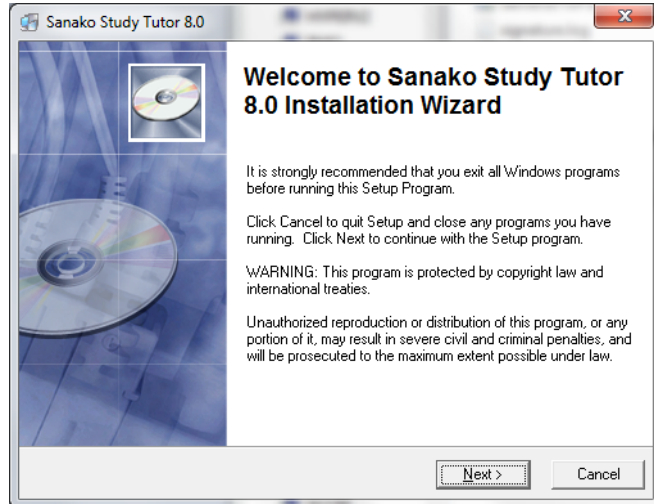 Sanako Study Tutor 8.0
Welcome to Sanako Study Tutor
8.0 Installation Wizard
It is strongly recommended that you exit all Windows programs
before running this Setup Program.
Click Cancel to quit Setup and close any programs you have
running. Click Next to continue with the Setup program.
WARNING: This program is protected by copyright law and
international treaties.
Unauthorized reproduction or distribution of this program, or any
portion of it, may result in severe civil and criminal penalties, and
will be prosecuted to the maximum extent possible under law.
Next >
Cancel